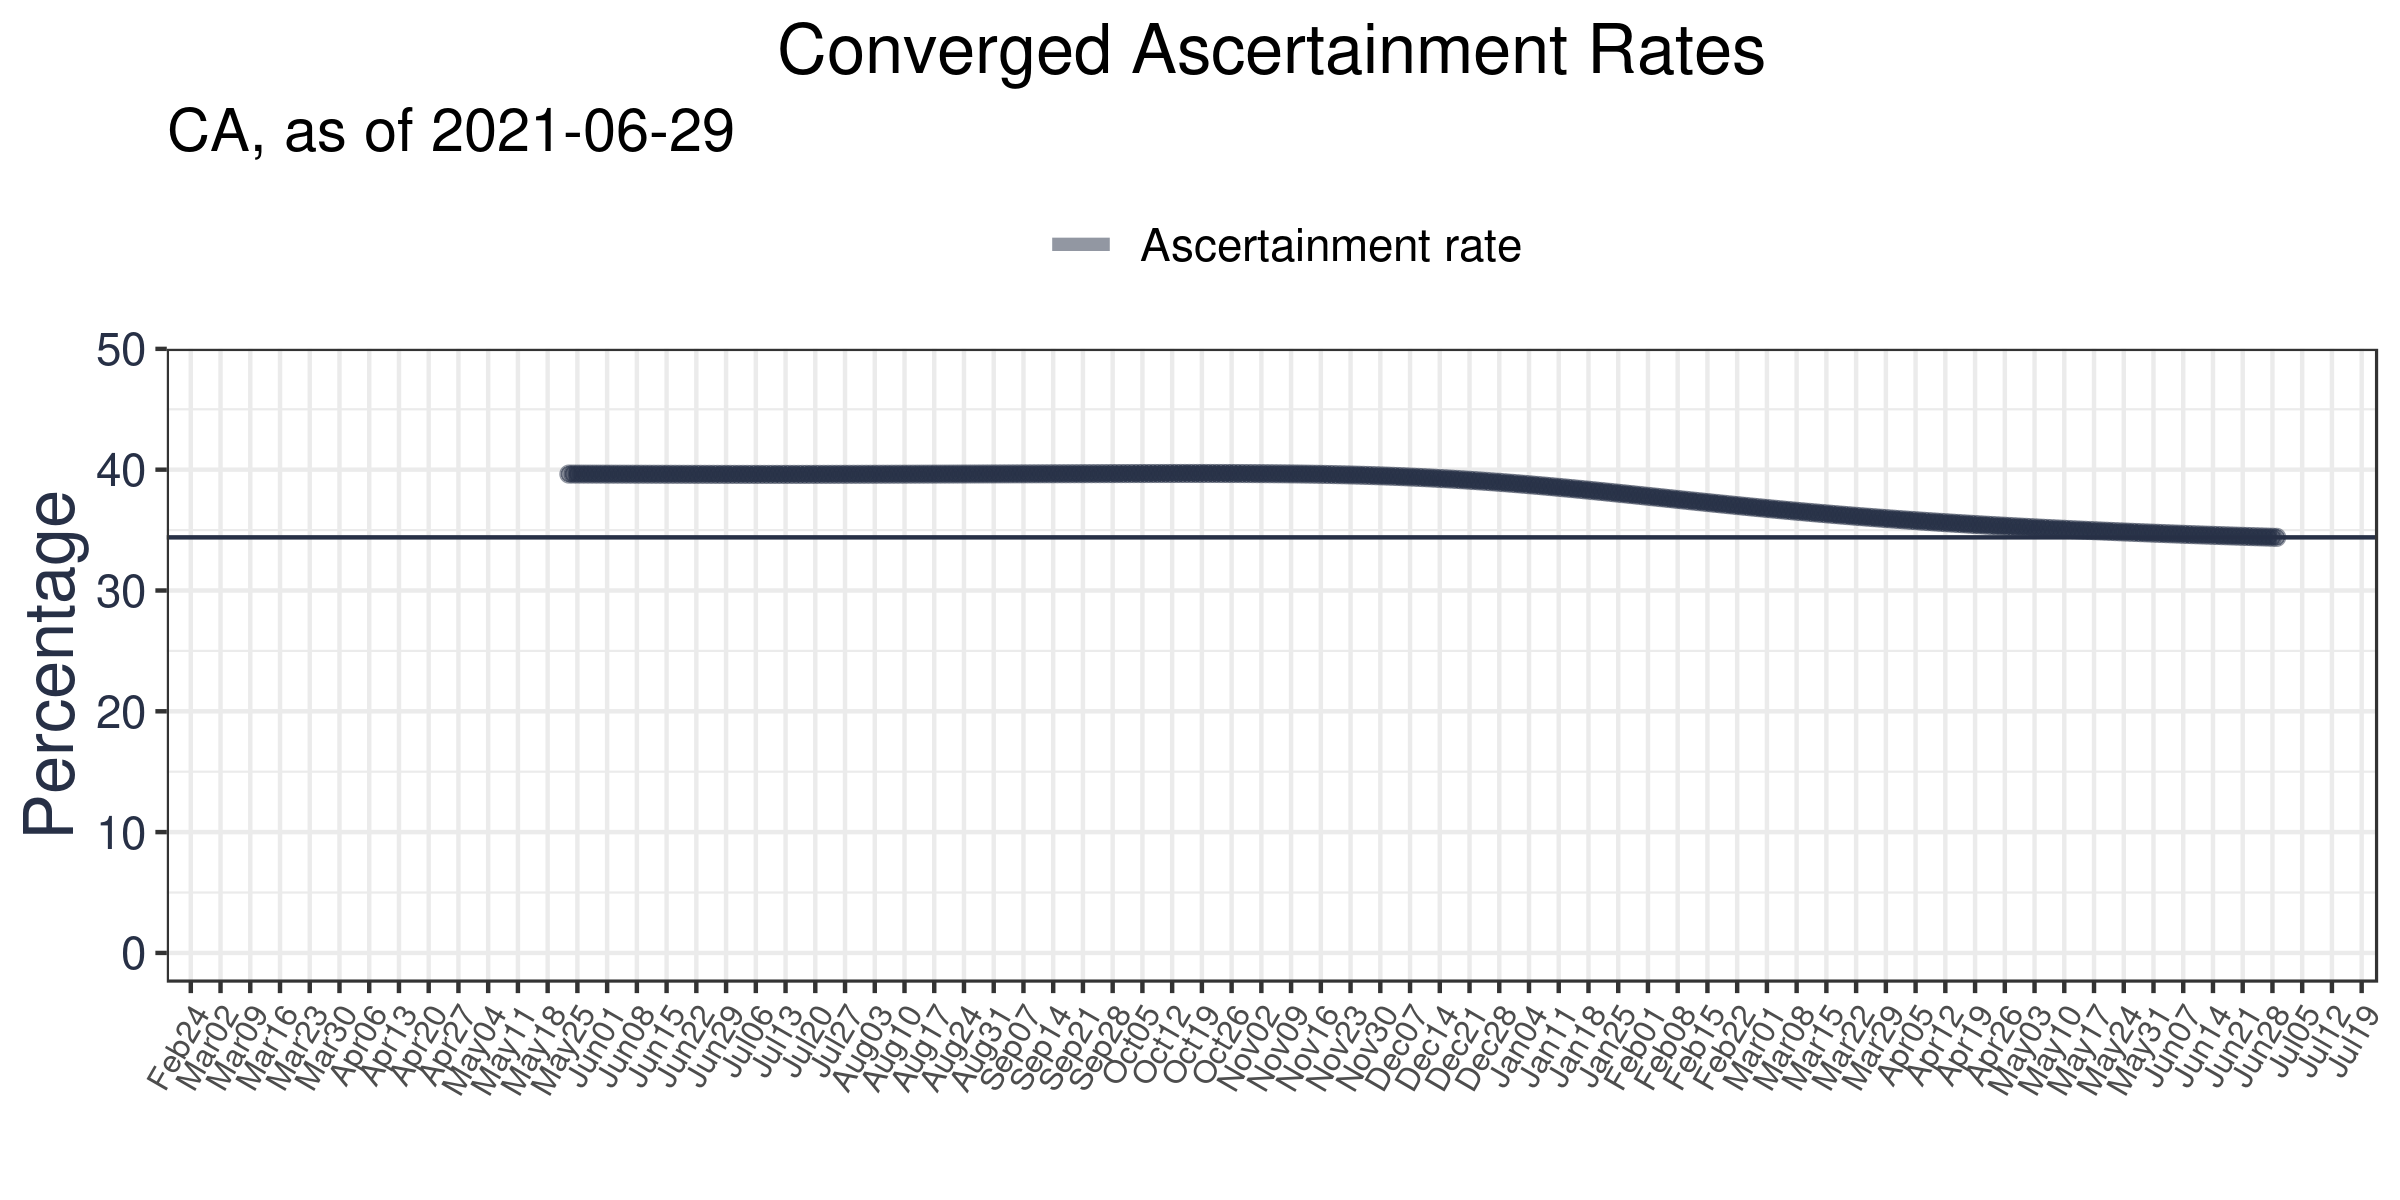 Converged Ascertainment Rates
CA, as of 2021-06-29
Ascertainment rate
Percentage
50
40
30
20
10
0
Feb24 Mar02 Mar09 Mar16 Mar23 Mar30 Apr06 Apr13 Apr20 Apr27 May04 May11 May18 May25 Jun01 Jun08 Jun15 Jun22 Jun29 Jul06 Jul13 Jul20 Jul27 Aug03 Aug10 Aug17 Aug24 Aug31 Sep07 Sep14 Sep21 Sep28 Oct05 Oct12 Oct19 Oct26 Nov02 Nov09 Nov16 Nov23 Nov30 Dec07 Dec14 Dec21 Dec28 Jan04 Jan11 Jan18 Jan25 Feb01 Feb08 Feb15 Feb22 Mar01 Mar08 Mar15 Mar22 Mar29 Apr05 Apr12 Apr19 Apr26 May03 May10 May17 May24 May31 Jun07 Jun14 Jun21 Jun28 Jul05 Jul12 Jul19